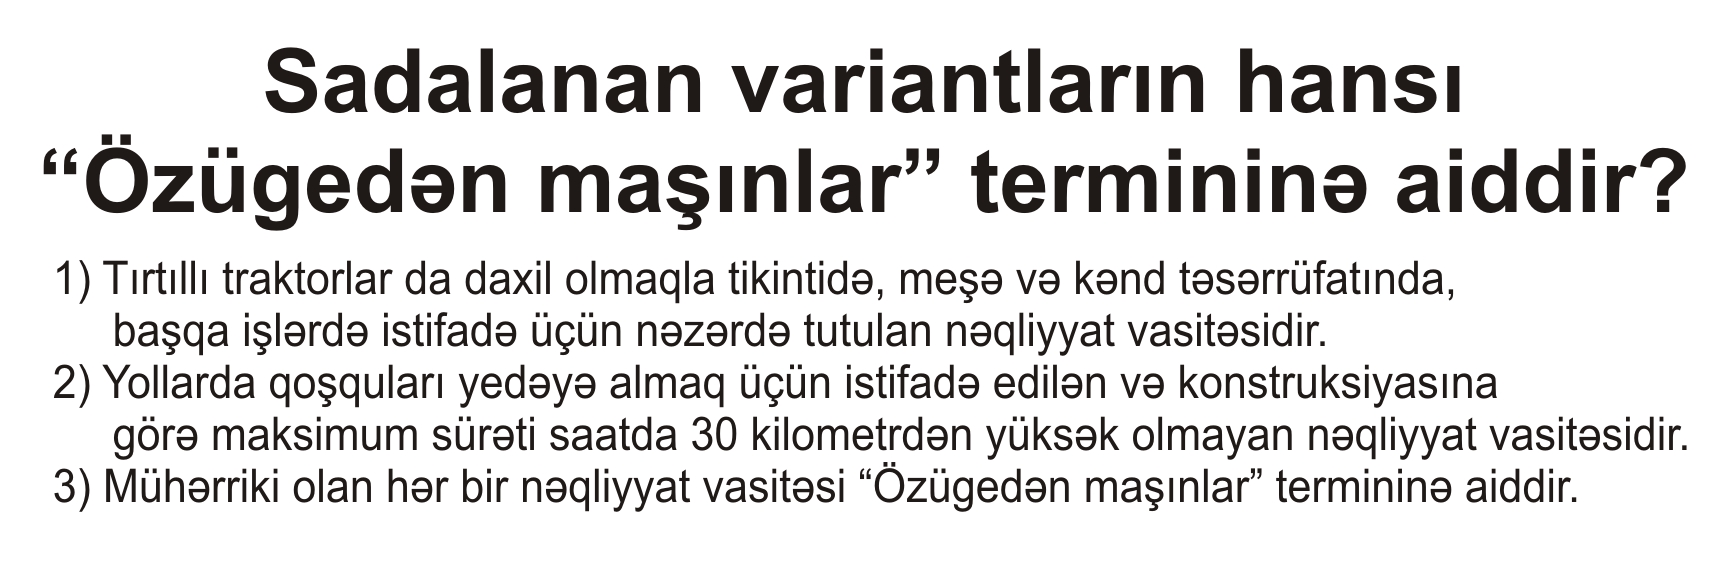 Sadalanan variantların hansı
“Özügedən maşınlar” termininə aiddir?
1) Tırtıllı traktorlar da daxil olmaqla tikintidə, meşə və kənd təsərrüfatında,
başqa işlərdə istifadə üçün nəzərdə tutulan nəqliyyat vasitəsidir.
2) Yollarda qoşquları yedəyə almaq üçün istifadə edilən və konstruksiyasına
görə maksimum sürəti saatda 30 kilometrdən yüksək olmayan nəqliyyat vasitəsidir.
3) Mühərriki olan hər bir nəqliyyat vasitəsi “Özügedən maşınlar” termininə aiddir.